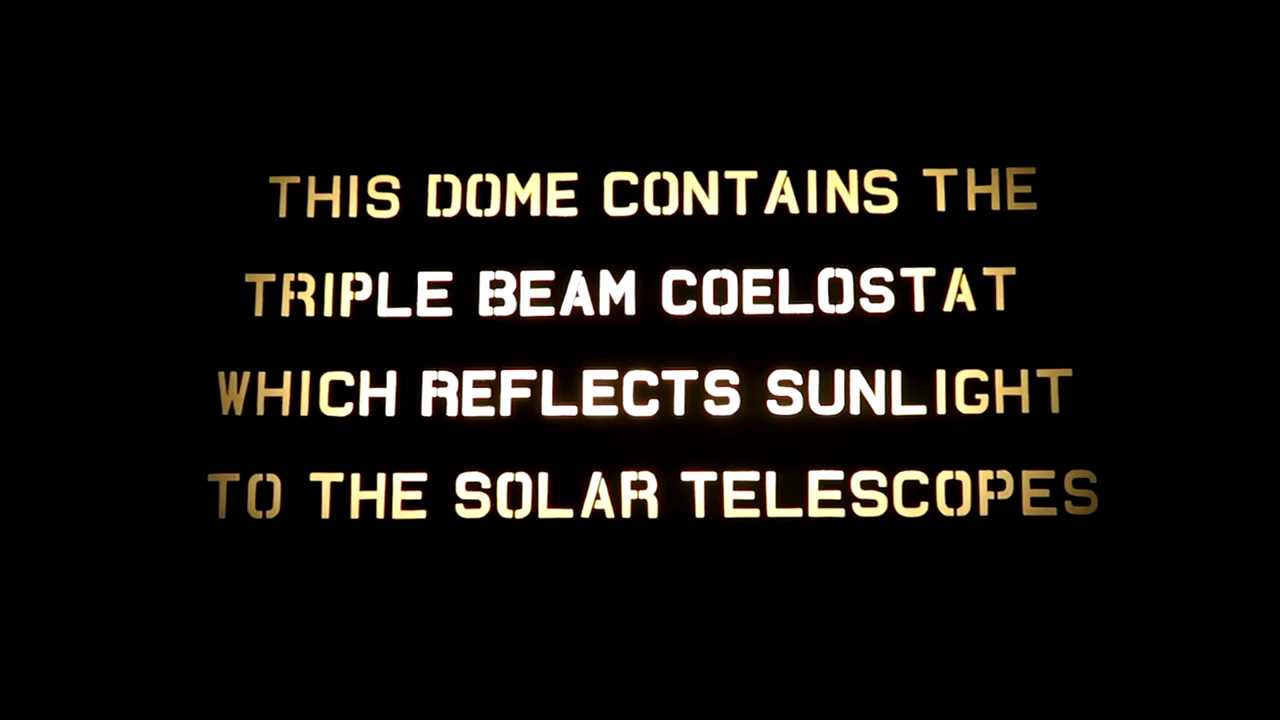 THIS DOME CONTAINS THE
TRIPLE BEAM COELOSTAT
WHICH REFLECTS SUNLIGHT
TO THE SOLAR TELESCOPES